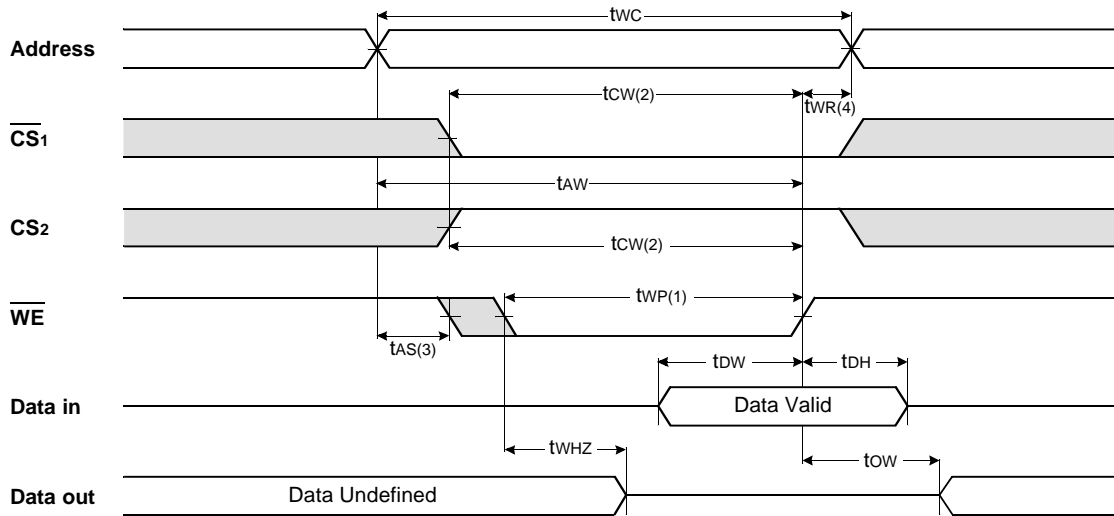 tWC
Address
tCW(2)
tWR(4)
CS1
tAW
CS2
tCW(2)
tWP(1)
WE
tAS(3)
tDW
tDH
Data in
Data Valid
tWHZ
tOW
Data out
Data Undefined